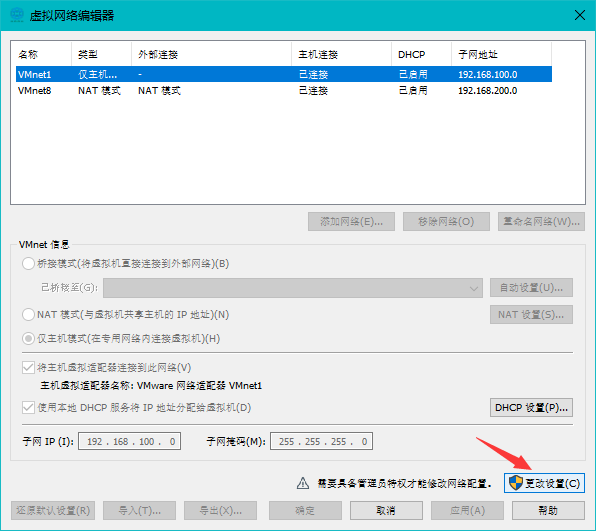 虚拟网络编辑器
名称 类型 外部连接 主机连接 DHCP 子网地址
VMnet1 仅主机... - 已连接 已启用 192.168.100.0
VMnet8 NAT 模式 NAT 模式 已连接 已启用 192.168.200.0
添加网络(E)... 移除网络(O) 重命名网络(W)...
VMnet 信息
桥接模式(将虚拟机直接连接到外部网络)(B)
已桥接至(G): 自动设置(U)...
NAT 模式(与虚拟机共享主机的 IP 地址)(N) NAT 设置(S)...
仅主机模式(在专用网络内连接虚拟机)(H)
将主机虚拟适配器连接到此网络(V)
主机虚拟适配器名称: VMware 网络适配器 VMnet1
使用本地 DHCP 服务将 IP 地址分配给虚拟机(D) DHCP 设置(P)...
子网 IP (I): 192 . 168 . 100 . 0 子网掩码(M): 255 . 255 . 255 . 0
需要具备管理员特权才能修改网络配置。 更改设置(C)
还原默认设置(R) 导入(T)... 导出(X)... 确定 取消 应用(A) 帮助